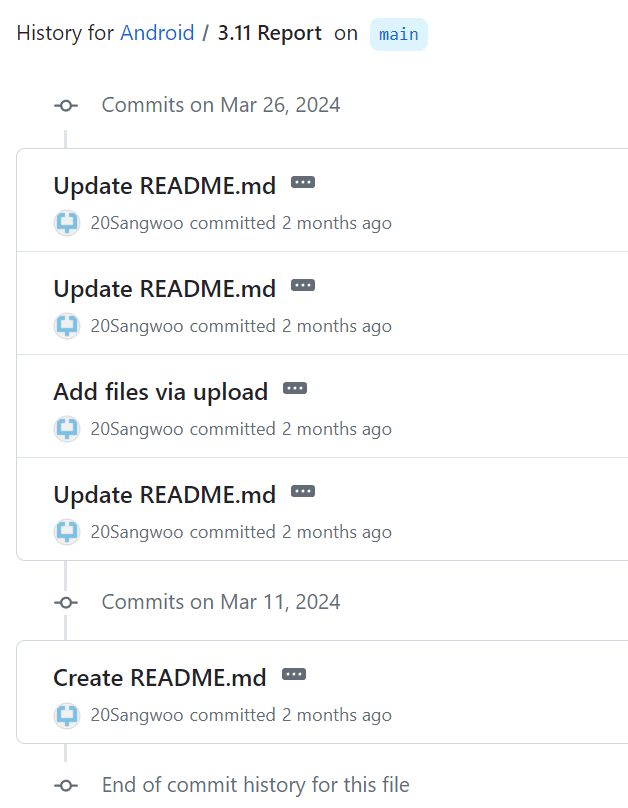 History for Android / 3.11 Report on main
Commits on Mar 26, 2024
Update README.md
20Sangwoo committed 2 months ago
Update README.md
20Sangwoo committed 2 months ago
Add files via upload
20Sangwoo committed 2 months ago
Update README.md
20Sangwoo committed 2 months ago
Commits on Mar 11, 2024
Create README.md
20Sangwoo committed 2 months ago
End of commit history for this file